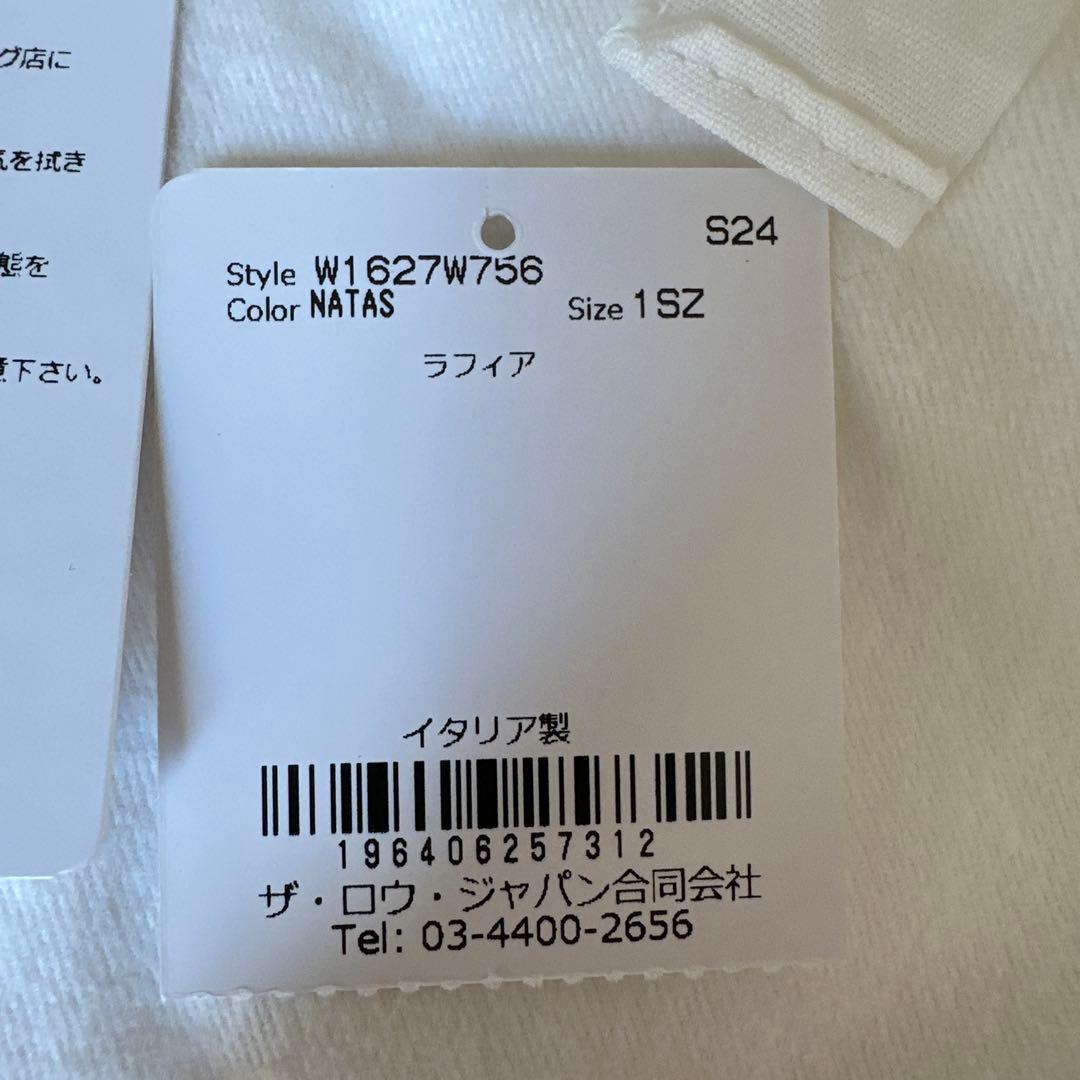 グ店に
を拭き
態を
下さい。
S24
Style W1627W756
Color NATAS Size 1SZ
ラフィア
イタリア製
196406257312
ザ・ロウ・ジャパン合同会社
Tel: 03-4400-2656